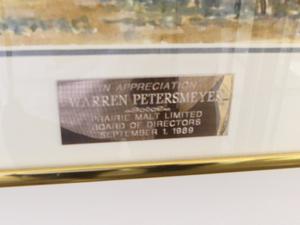 IN APPRECIATION
WARREN PETERSMEYER
PRAIRIE MALT LIMITED
BOARD OF DIRECTORS
SEPTEMBER 1, 1989